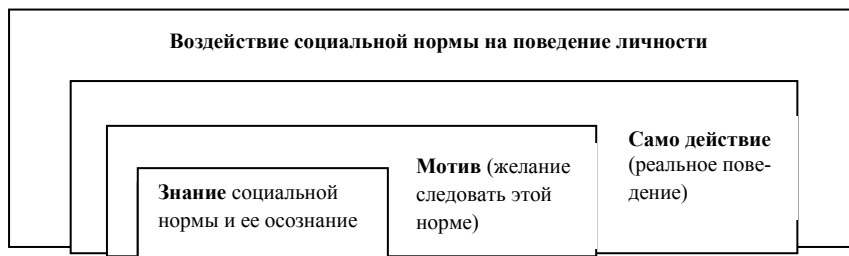 Воздействие социальной нормы на поведение личности
Само действие
(реальное пове-
дение)
Мотив (желание
следовать этой
норме)
Знание социальной
нормы и ее осознание